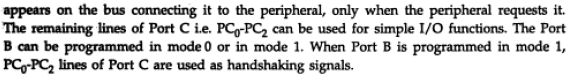 appears on the bus connecting it to the peripheral, only when the peripheral requests it.
The remaining lines of Port C i.e. PC₀-PC₂ can be used for simple I/O functions. The Port
B can be programmed in mode 0 or in mode 1. When Port B is programmed in mode 1,
PC₀-PC₂ lines of Port C are used as handshaking signals.